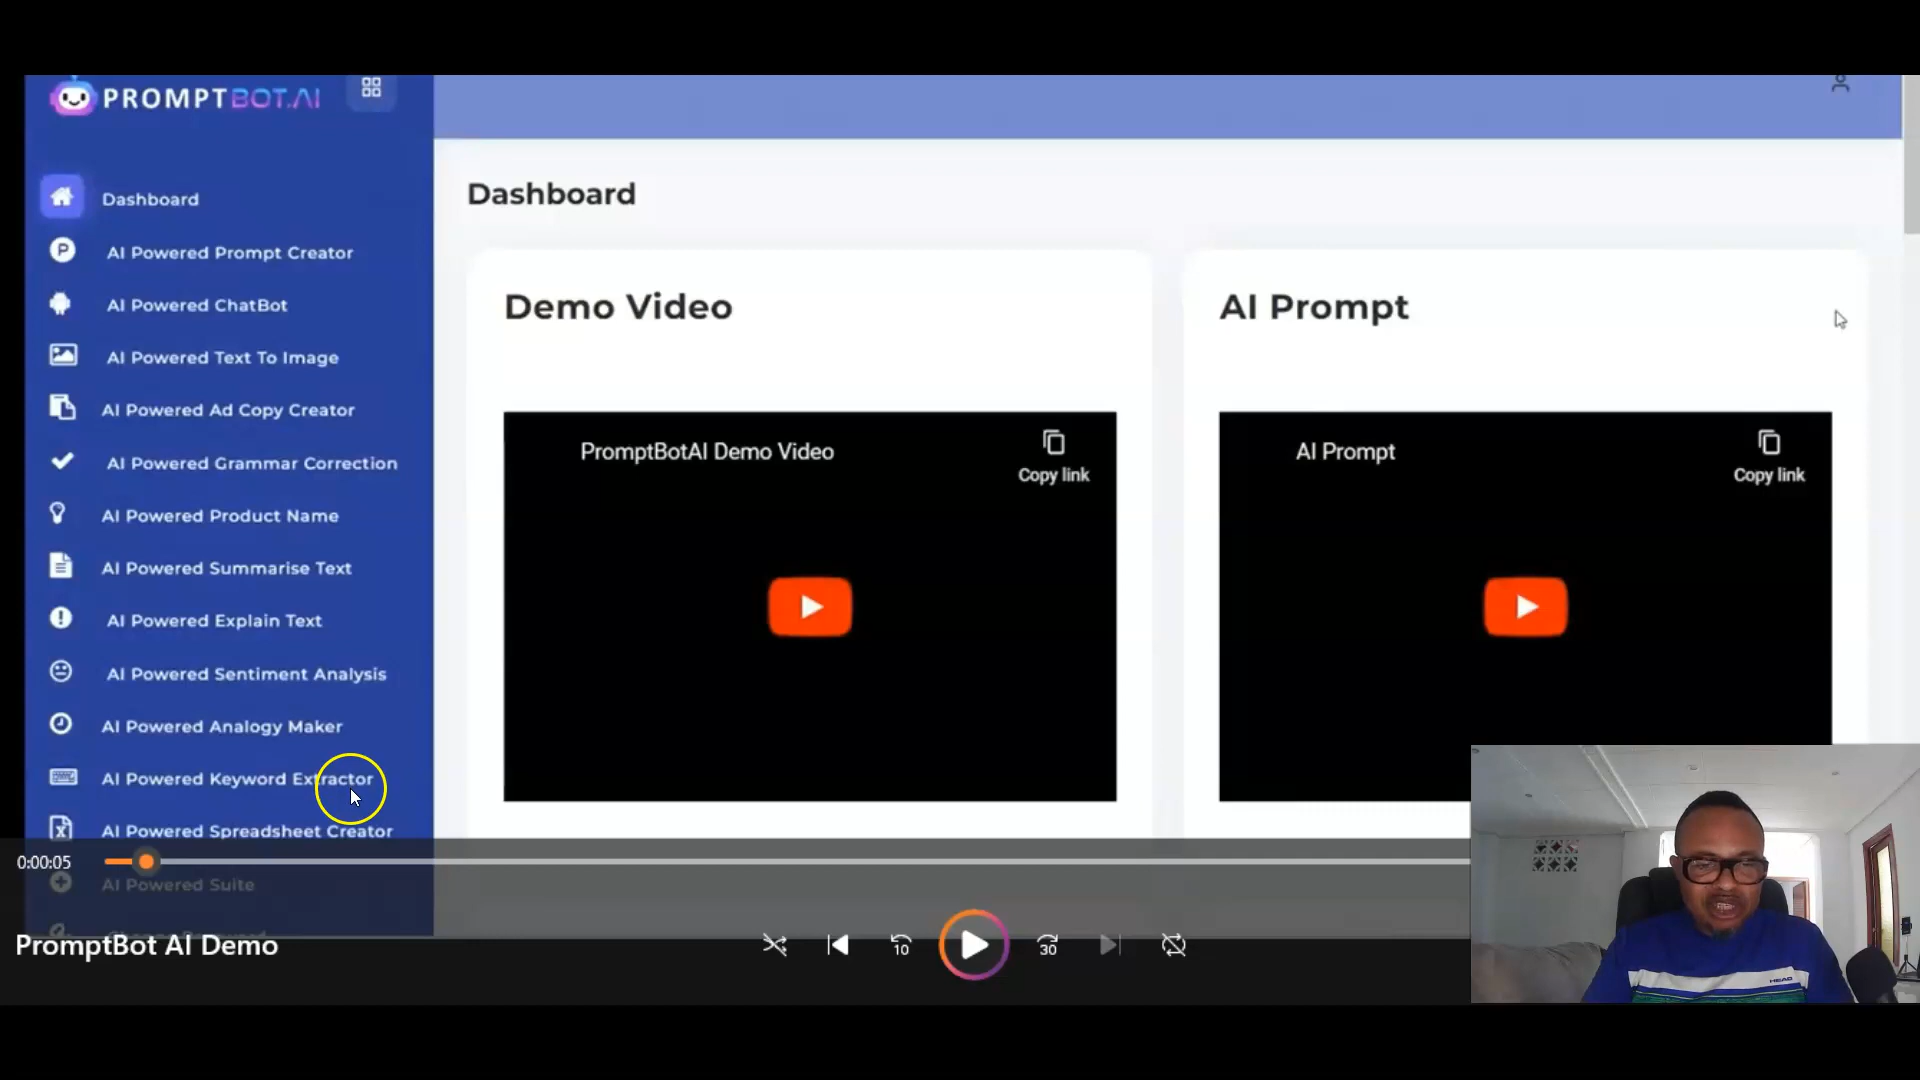 PROMPTBOT.AI
Dashboard
AI Powered Prompt Creator
AI Powered ChatBot
AI Powered Text To Image
AI Powered Ad Copy Creator
AI Powered Grammar Correction
AI Powered Product Name
AI Powered Summarise Text
AI Powered Explain Text
AI Powered Sentiment Analysis
AI Powered Analogy Maker
AI Powered Keyword Extractor
AI Powered Spreadsheet Creator
AI Powered Suite
Dashboard
Demo Video
PromptBotAI Demo Video
Copy link
AI Prompt
AI Prompt
Copy link
0:00:05
PromptBot AI Demo
10
30
HEAD